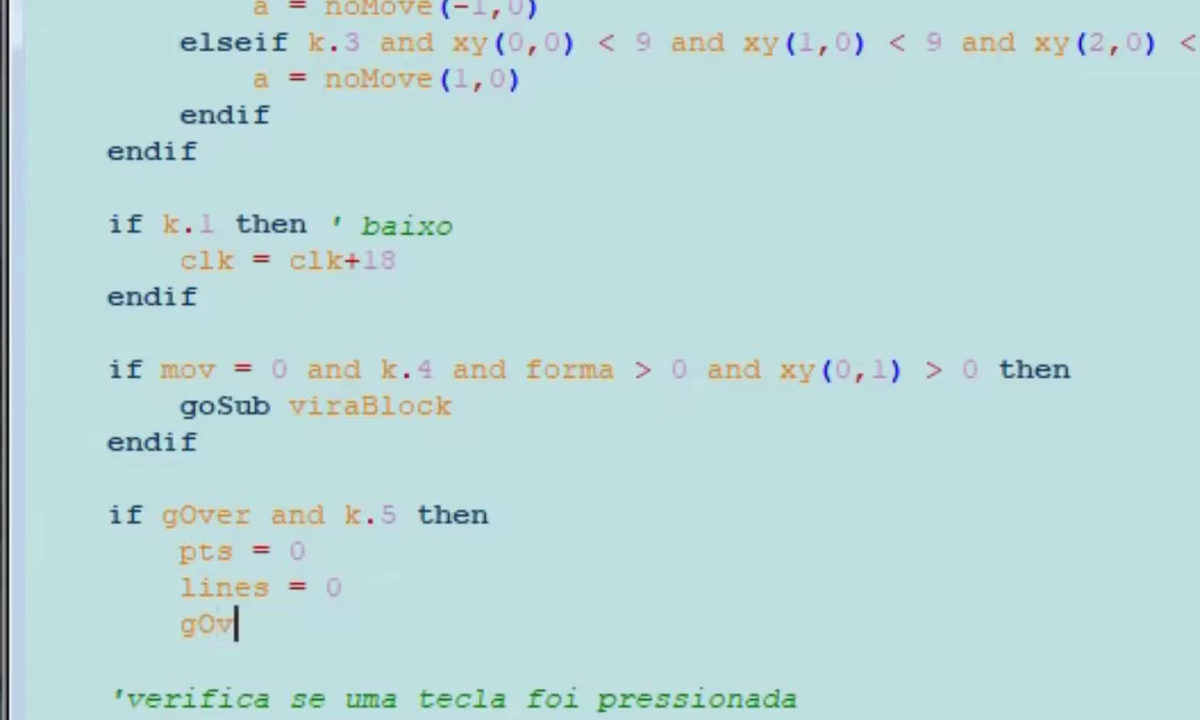 a = noMove(-1,0)
elseif k.3 and xy(0,0) < 9 and xy(1,0) < 9 and xy(2,0) <
a = noMove(1,0)
endif
endif
if k.1 then ' baixo
clk = clk+18
endif
if mov = 0 and k.4 and forma > 0 and xy(0,1) > 0 then
goSub viraBlock
endif
if gOver and k.5 then
pts = 0
lines = 0
gOv
'verifica se uma tecla foi pressionada